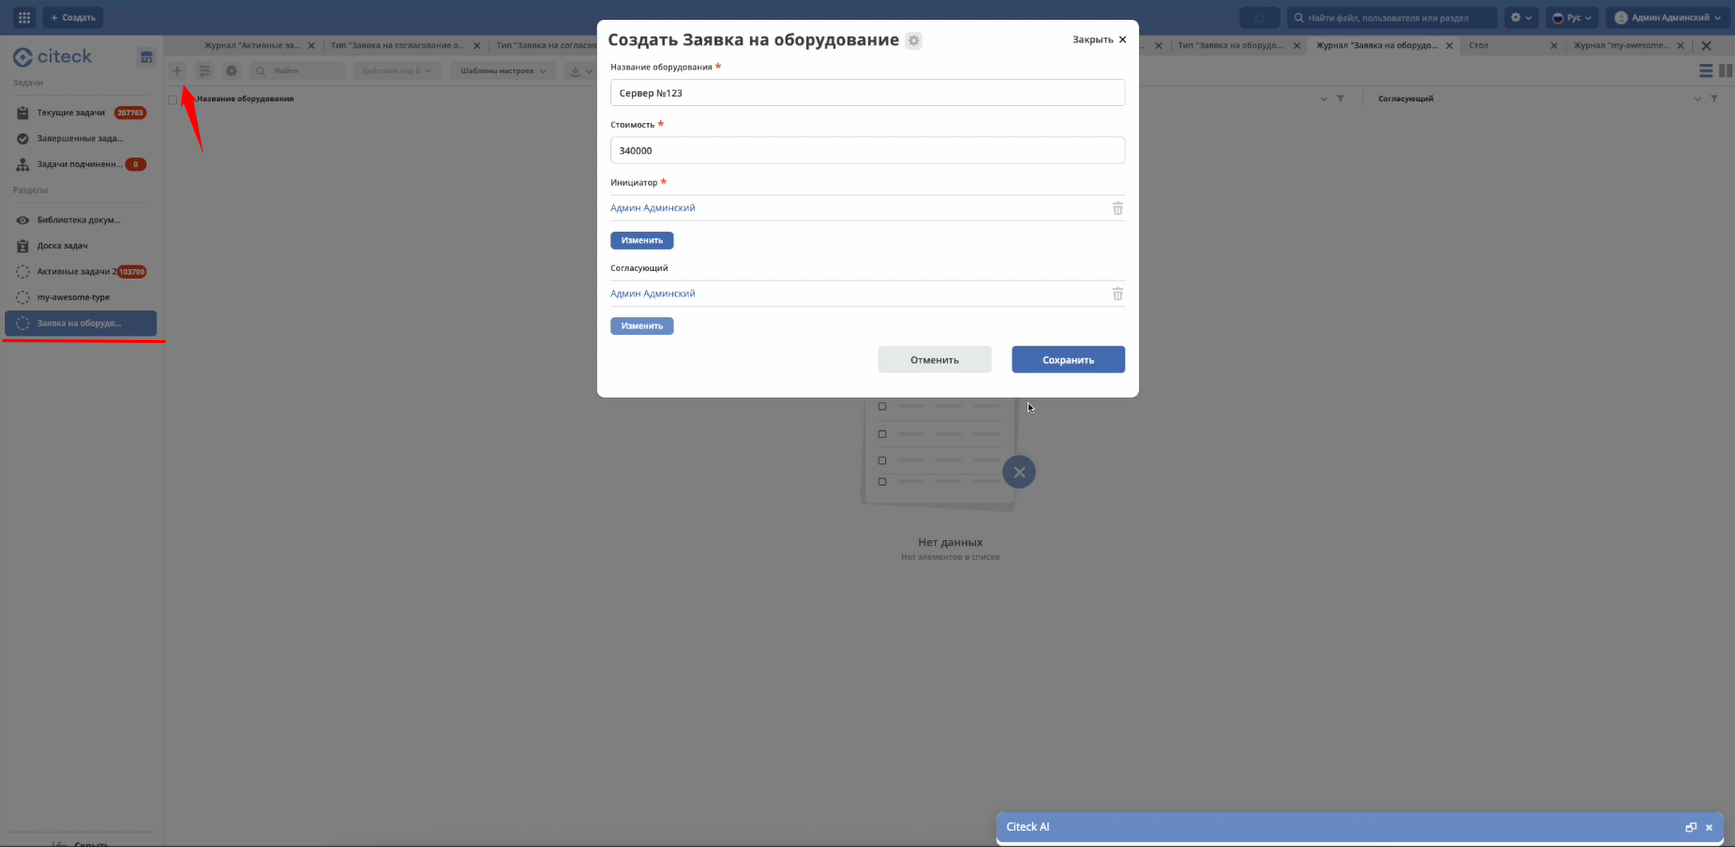 + Создать
Найти файл, пользователя или раздел
Рус
Админ Админский
citeck
Журнал "Активные за...
Тип "Заявка на согласование о...
Тип "Заявка на согласов
Тип "Заявка на оборудо...
Журнал "Заявка на оборудо...
Стол
Журнал "my-awesome...
Найти
Действия над 0
Шаблоны настроек
Задачи
Текущие задачи 207763
Завершенные зада...
Задачи подчиненн... 0
Разделы
Библиотека докум...
Доска задач
Активные задачи 2 103700
my-awesome-type
Заявка на оборудо...
Скрыть
Название оборудования
Согласующий
Создать Заявка на оборудование
Закрыть
Название оборудования *
Сервер №123
Стоимость *
340000
Инициатор *
Админ Админский
Изменить
Согласующий
Админ Админский
Изменить
Отменить
Сохранить
Нет данных
Нет элементов в списке
Citeck AI